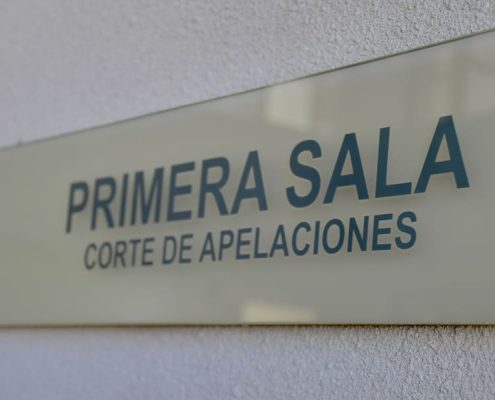 PRIMERA SALA
CORTE DE APELACIONES